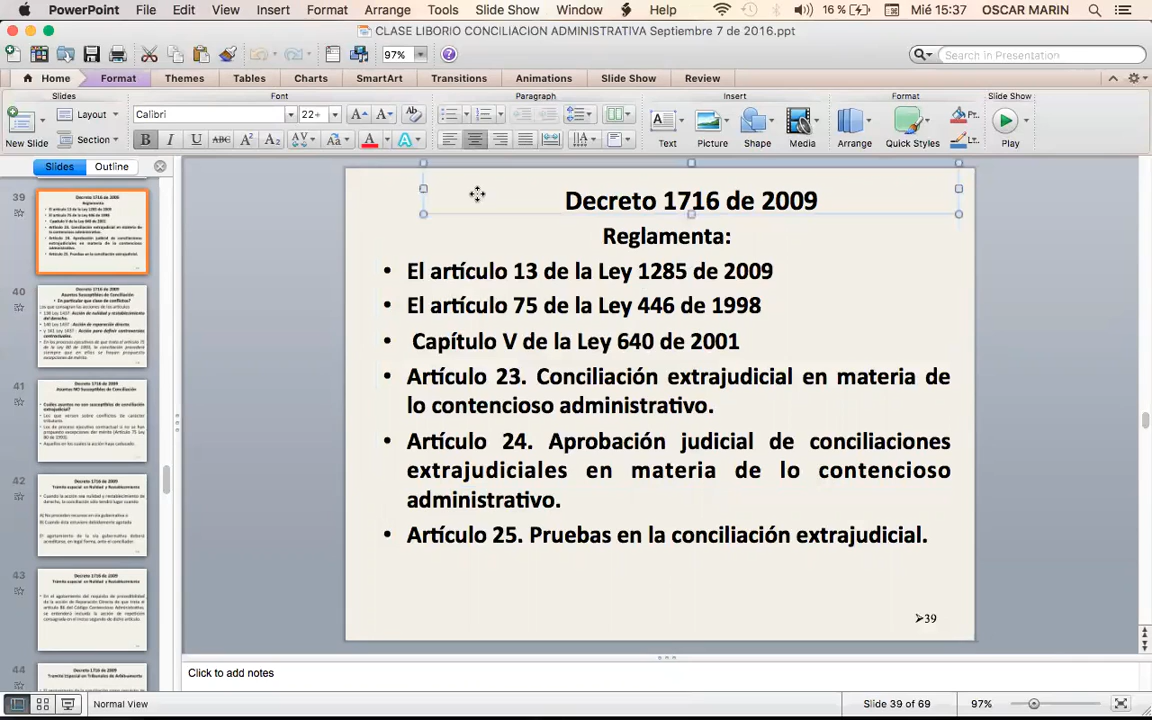 PowerPoint File Edit View Insert Format Arrange Tools Slide Show Window Help 16 % Mié 15:37 OSCAR MARIN
CLASE LIBORIO CONCILIACION ADMINISTRATIVA Septiembre 7 de 2016.ppt
97% Search in Presentation
Home Format Themes Tables Charts SmartArt Transitions Animations Slide Show Review
Slides Font Paragraph Insert Format Slide Show
New Slide Layout Section Calibri 22+ B I U ABC Text Picture Shape Media Arrange Quick Styles Play
Slides Outline
39
40
41
42
43
44
Decreto 1716 de 2009
Reglamenta:
• El artículo 13 de la Ley 1285 de 2009
• El artículo 75 de la Ley 446 de 1998
• Capítulo V de la Ley 640 de 2001
• Artículo 23. Conciliación extrajudicial en materia de
lo contencioso administrativo.
• Artículo 24. Aprobación judicial de conciliaciones
extrajudiciales en materia de lo contencioso
administrativo.
• Artículo 25. Pruebas en la conciliación extrajudicial.
➢39
Click to add notes
Normal View Slide 39 of 69 97%